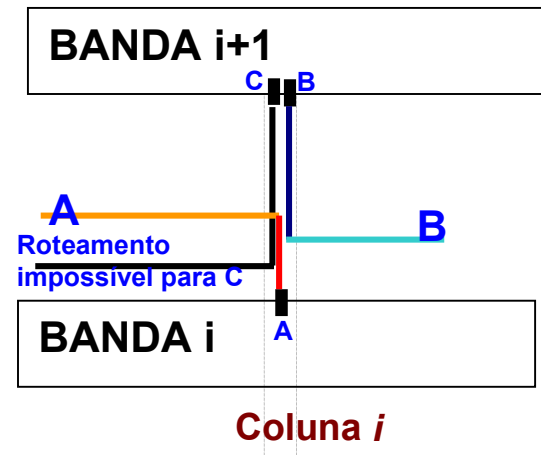 BANDA i+1
C B
A
B
Roteamento
impossível para C
A
BANDA i
Coluna i